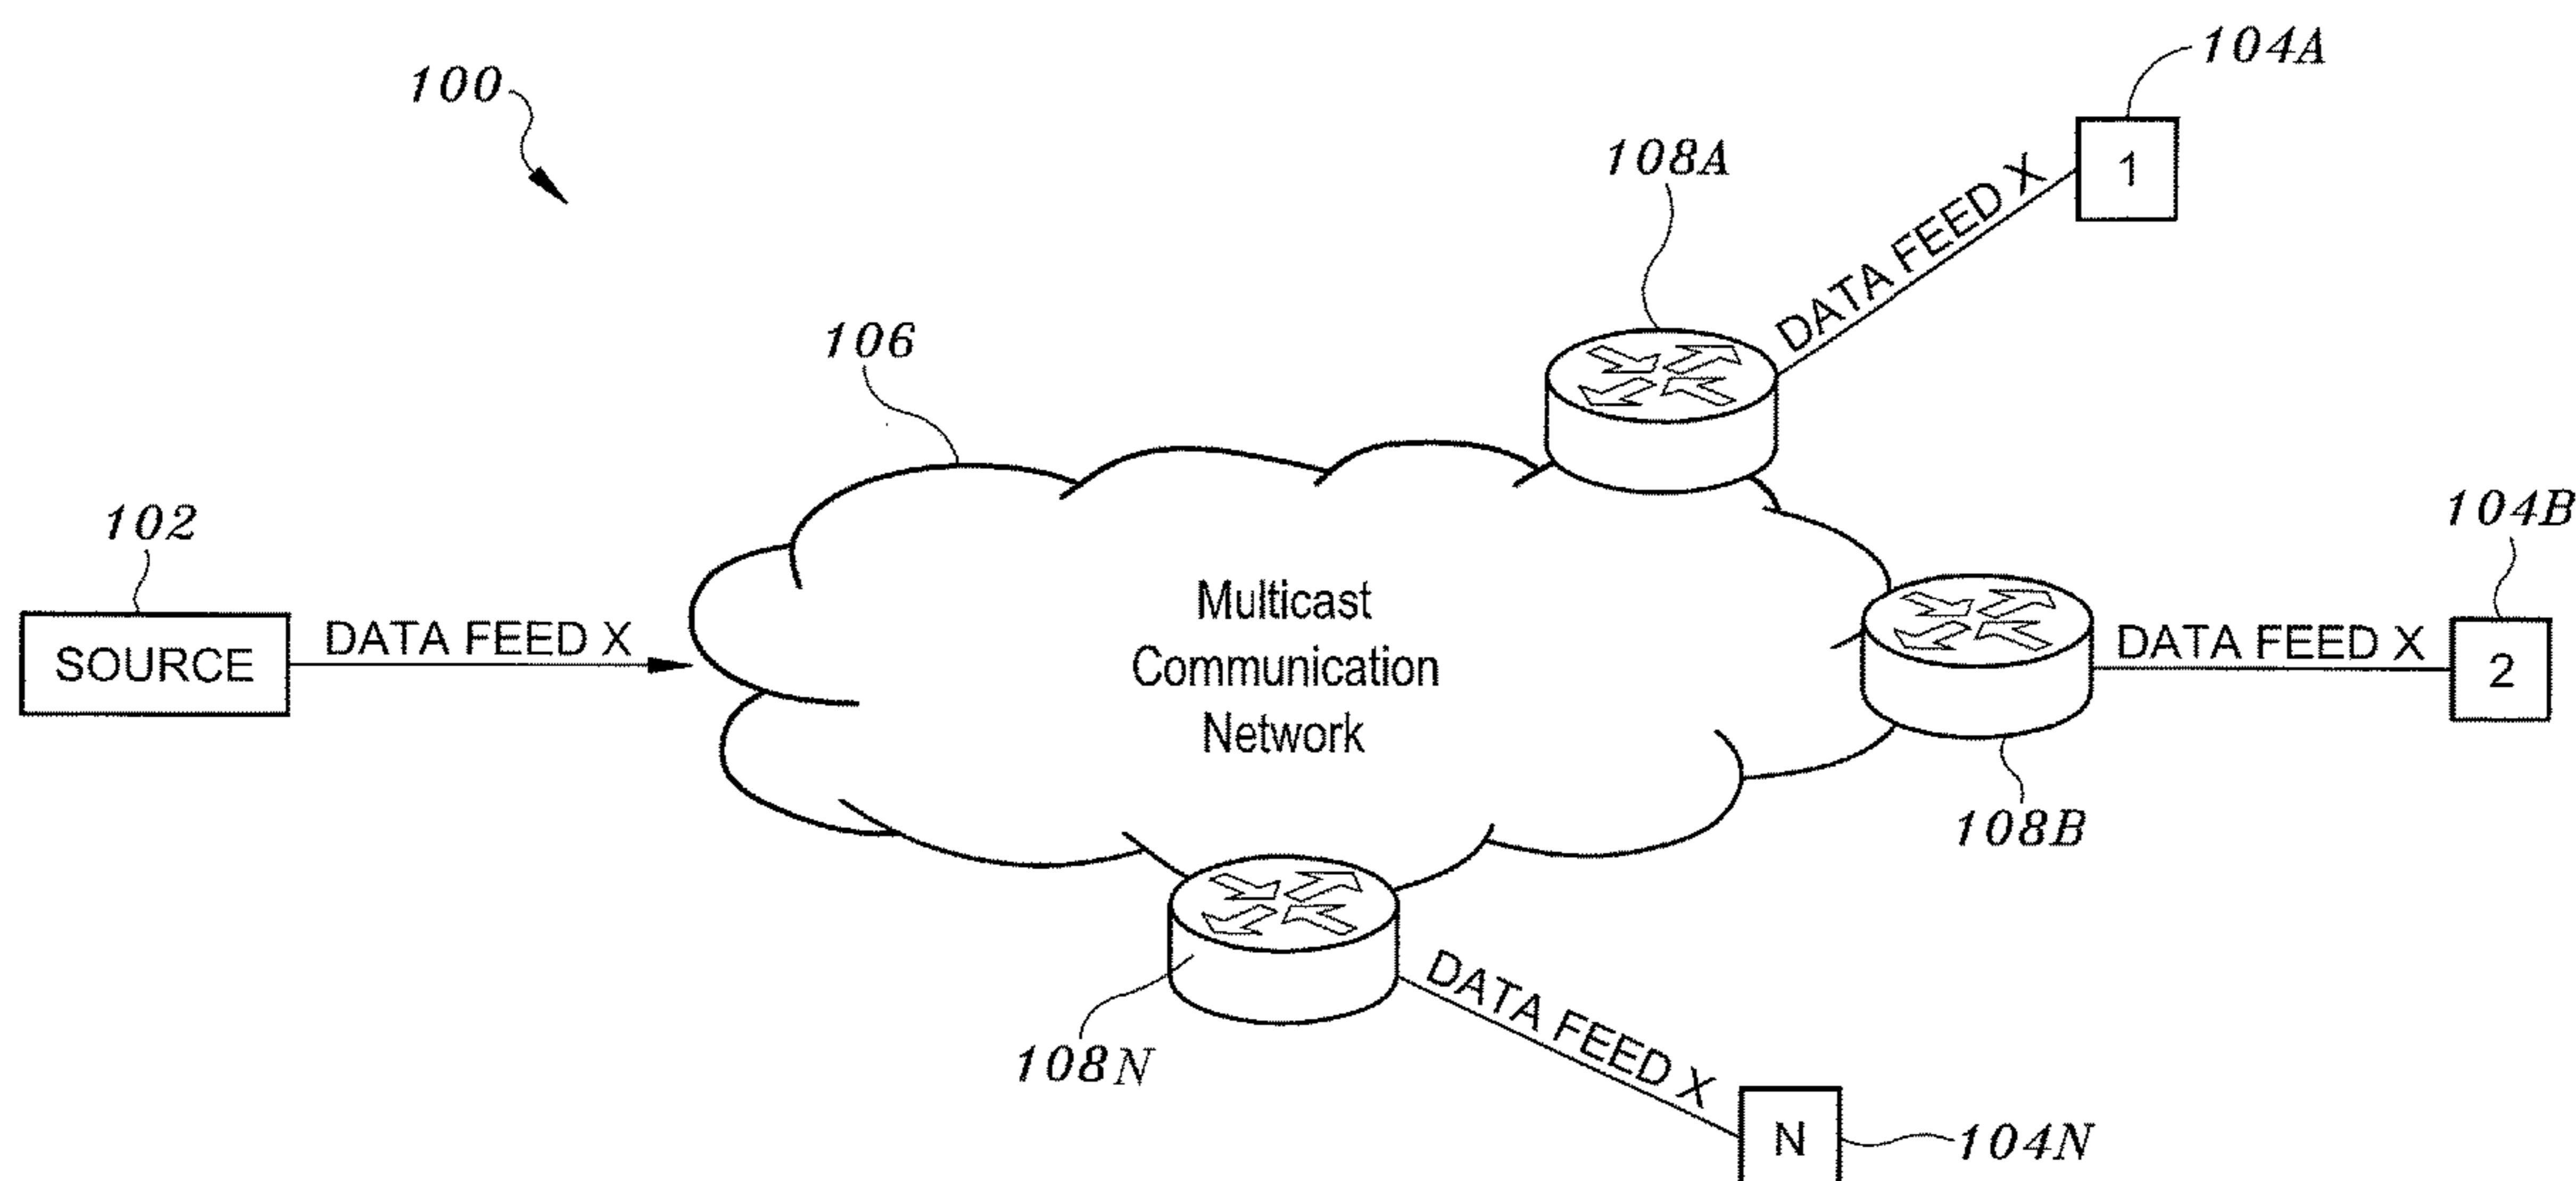 100
104A
1
108A
DATA FEED X
106
102
SOURCE
DATA FEED X
Multicast
Communication
Network
104B
DATA FEED X
2
108B
108N
DATA FEED X
N
104N